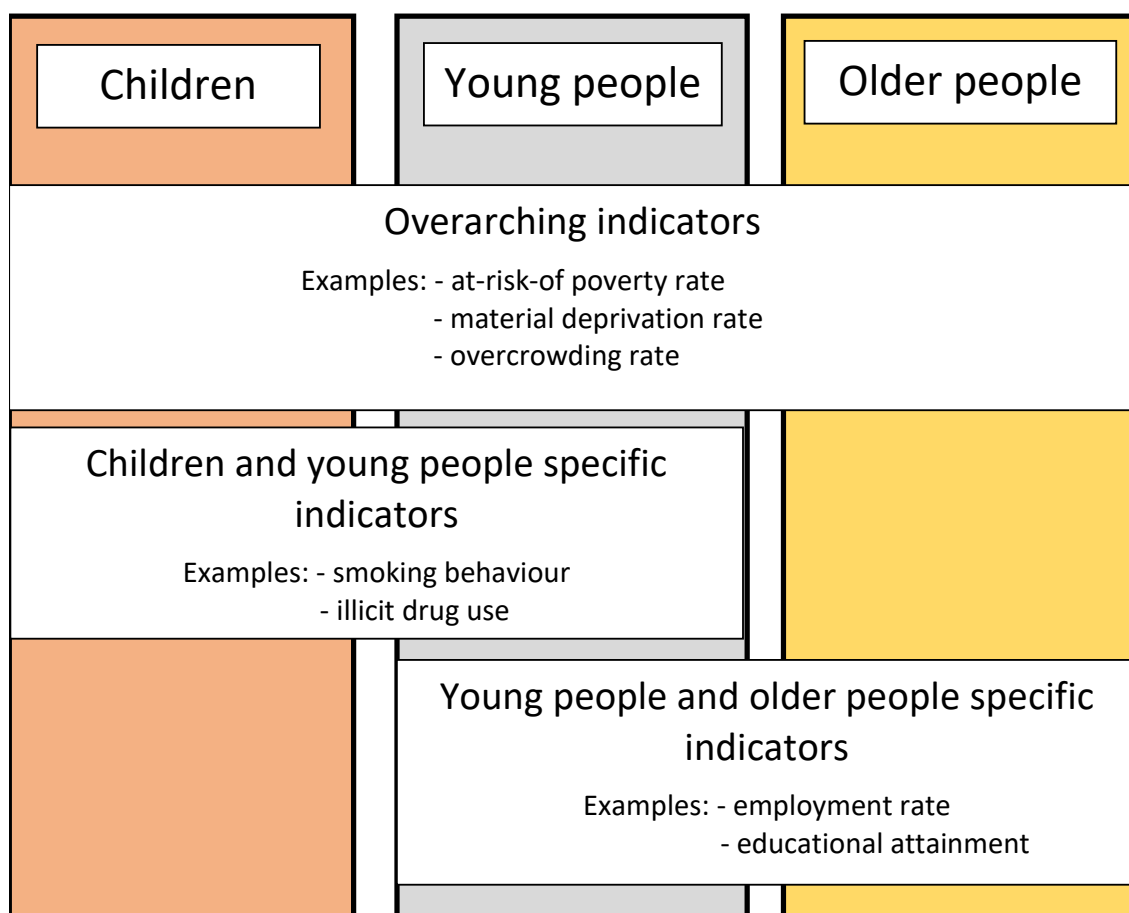 Children
Young people
Older people
Overarching indicators
Examples: - at-risk-of poverty rate
- material deprivation rate
- overcrowding rate
Children and young people specific
indicators
Examples: - smoking behaviour
- illicit drug use
Young people and older people specific
indicators
Examples: - employment rate
- educational attainment